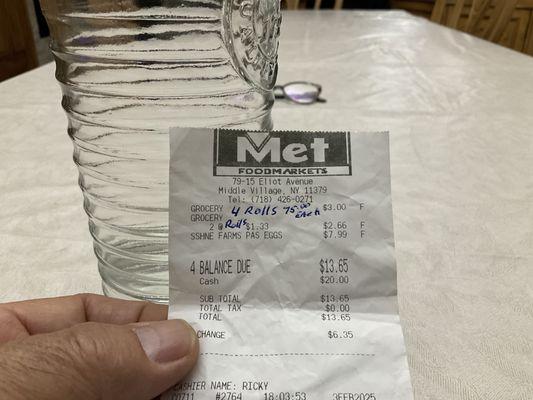 Met
FOODMARKETS
79-15 Eliot Avenue
Middle Village, NY 11379
Tel: (718) 426-0271
GROCERY 4 Rolls 75.00 each $3.00 F
GROCERY
2 @ Rolls $1.33 $2.66 F
SSHNE FARMS PAS EGGS $7.99 F
4 BALANCE DUE $13.65
Cash $20.00
SUB TOTAL $13.65
TOTAL TAX $0.00
TOTAL $13.65
CHANGE $6.35
CASHIER NAME: RICKY
C0711 #2764 18:03:53 3FEB2025